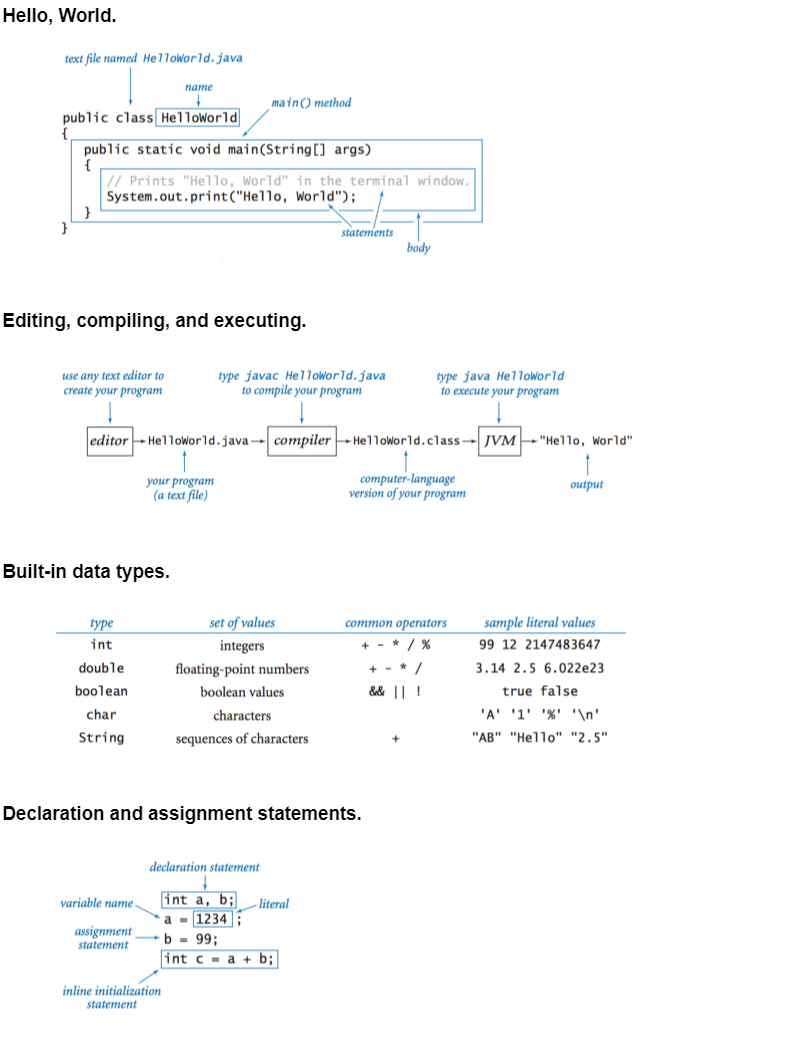 Hello, World.
text file named HelloWorld.java
name
main() method
public class HelloWorld
{
public static void main(String[] args)
{
// Prints "Hello, World" in the terminal window.
System.out.print("Hello, World");
}
}
statements
body
Editing, compiling, and executing.
use any text editor to
create your program
type javac HelloWorld.java
to compile your program
type java HelloWorld
to execute your program
editor HelloWorld.java compiler HelloWorld.class JVM "Hello, World"
your program
(a text file)
computer-language
version of your program
output
Built-in data types.
type set of values common operators sample literal values
int integers + - * / % 99 12 2147483647
double floating-point numbers + - * / 3.14 2.5 6.022e23
boolean boolean values && || ! true false
char characters 'A' '1' '%' '\n'
String sequences of characters + "AB" "Hello" "2.5"
Declaration and assignment statements.
declaration statement
variable name
int a, b;
literal
a = 1234 ;
assignment
statement
b = 99;
int c = a + b;
inline initialization
statement